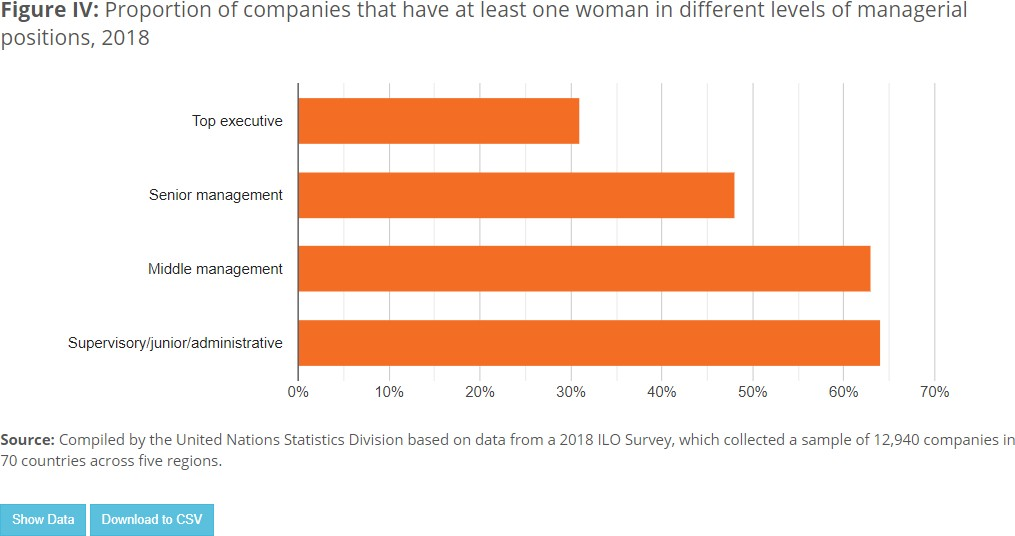 Figure IV: Proportion of companies that have at least one woman in different levels of managerial
positions, 2018
Top executive
Senior management
Middle management
Supervisory/junior/administrative
0% 10% 20% 30% 40% 50% 60% 70%
Source: Compiled by the United Nations Statistics Division based on data from a 2018 ILO Survey, which collected a sample of 12,940 companies in
70 countries across five regions.
Show Data Download to CSV